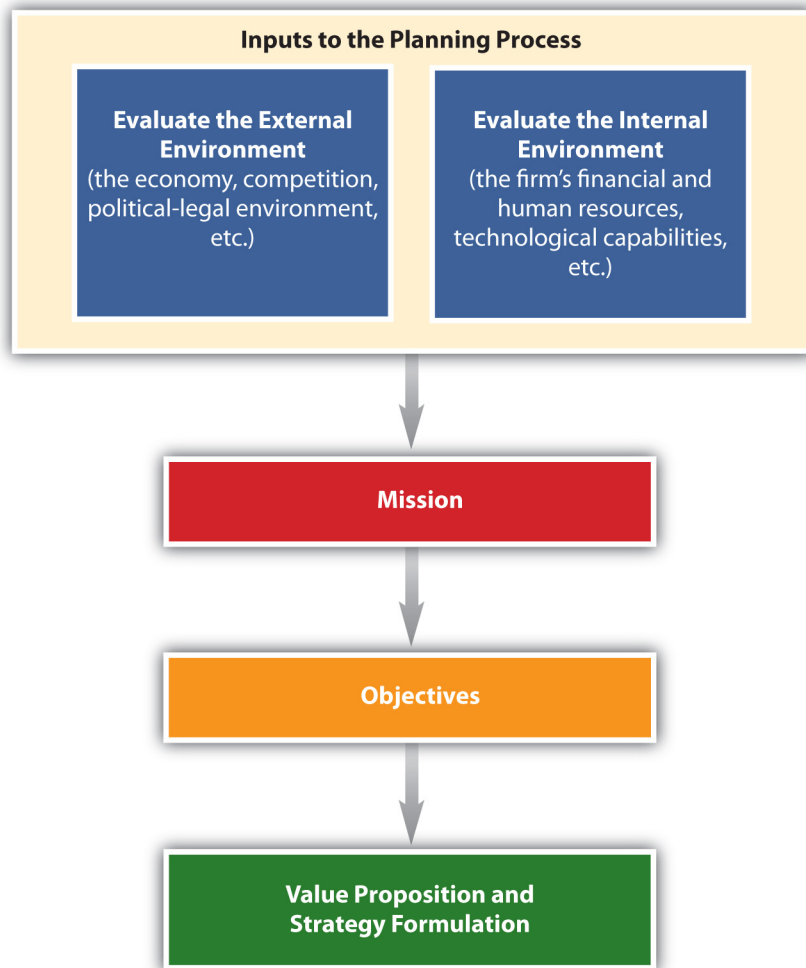 Inputs to the Planning Process
Evaluate the External
Environment
(the economy, competition,
political-legal environment,
etc.)
Evaluate the Internal
Environment
(the firm's financial and
human resources,
technological capabilities,
etc.)
Mission
Objectives
Value Proposition and
Strategy Formulation